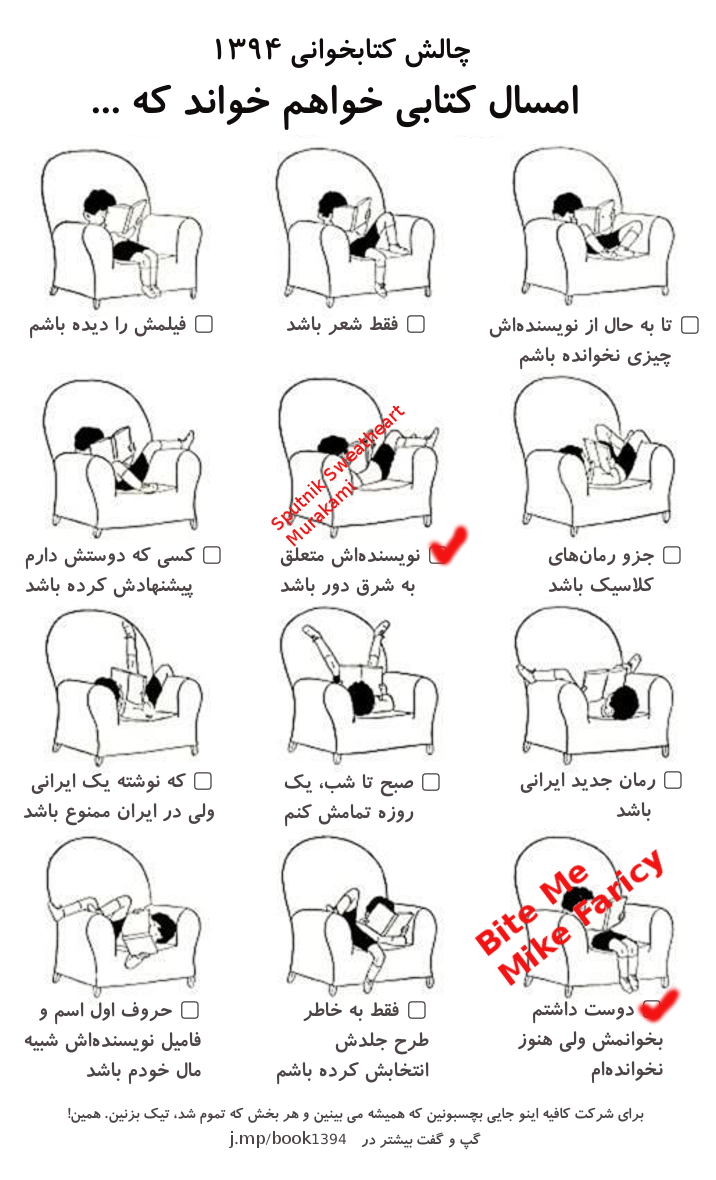 چالش کتابخوانی ۱۳۹۴
امسال کتابی خواهم خواند که ...
تا به حال از نویسنده‌اش
چیزی نخوانده باشم
فقط شعر باشد
فیلمش را دیده باشم
جزو رمان‌های
کلاسیک باشد
Sputnik Sweatheart
Murakami
نویسنده‌اش متعلق
به شرق دور باشد
کسی که دوستش دارم
پیشنهادش کرده باشد
رمان جدید ایرانی
باشد
صبح تا شب، یک
روزه تمامش کنم
که نوشته یک ایرانی
ولی در ایران ممنوع باشد
Bite Me
Mike Faricy
دوست داشتم
بخوانمش ولی هنوز
نخوانده‌ام
فقط به خاطر
طرح جلدش
انتخابش کرده باشم
حروف اول اسم و
فامیل نویسنده‌اش شبیه
مال خودم باشد
برای شرکت کافیه اینو جایی بچسبونین که همیشه می بینین و هر بخش که تموم شد، تیک بزنین. همین!
گپ و گفت بیشتر در j.mp/book1394